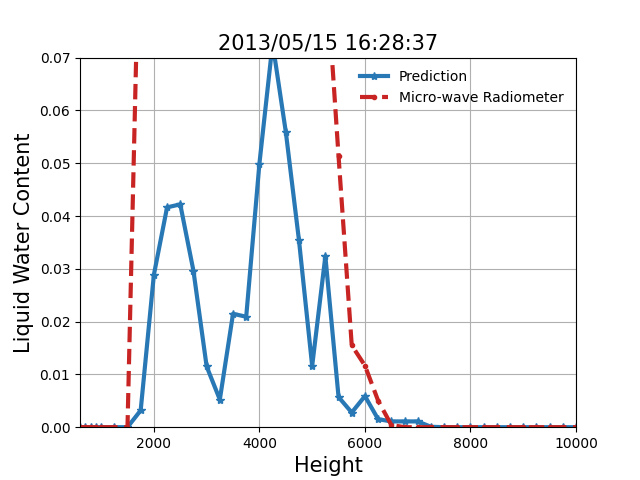 2013/05/15 16:28:37
Prediction
Micro-wave Radiometer
Liquid Water Content
0.07
0.06
0.05
0.04
0.03
0.02
0.01
0.00
2000 4000 6000 8000 10000
Height